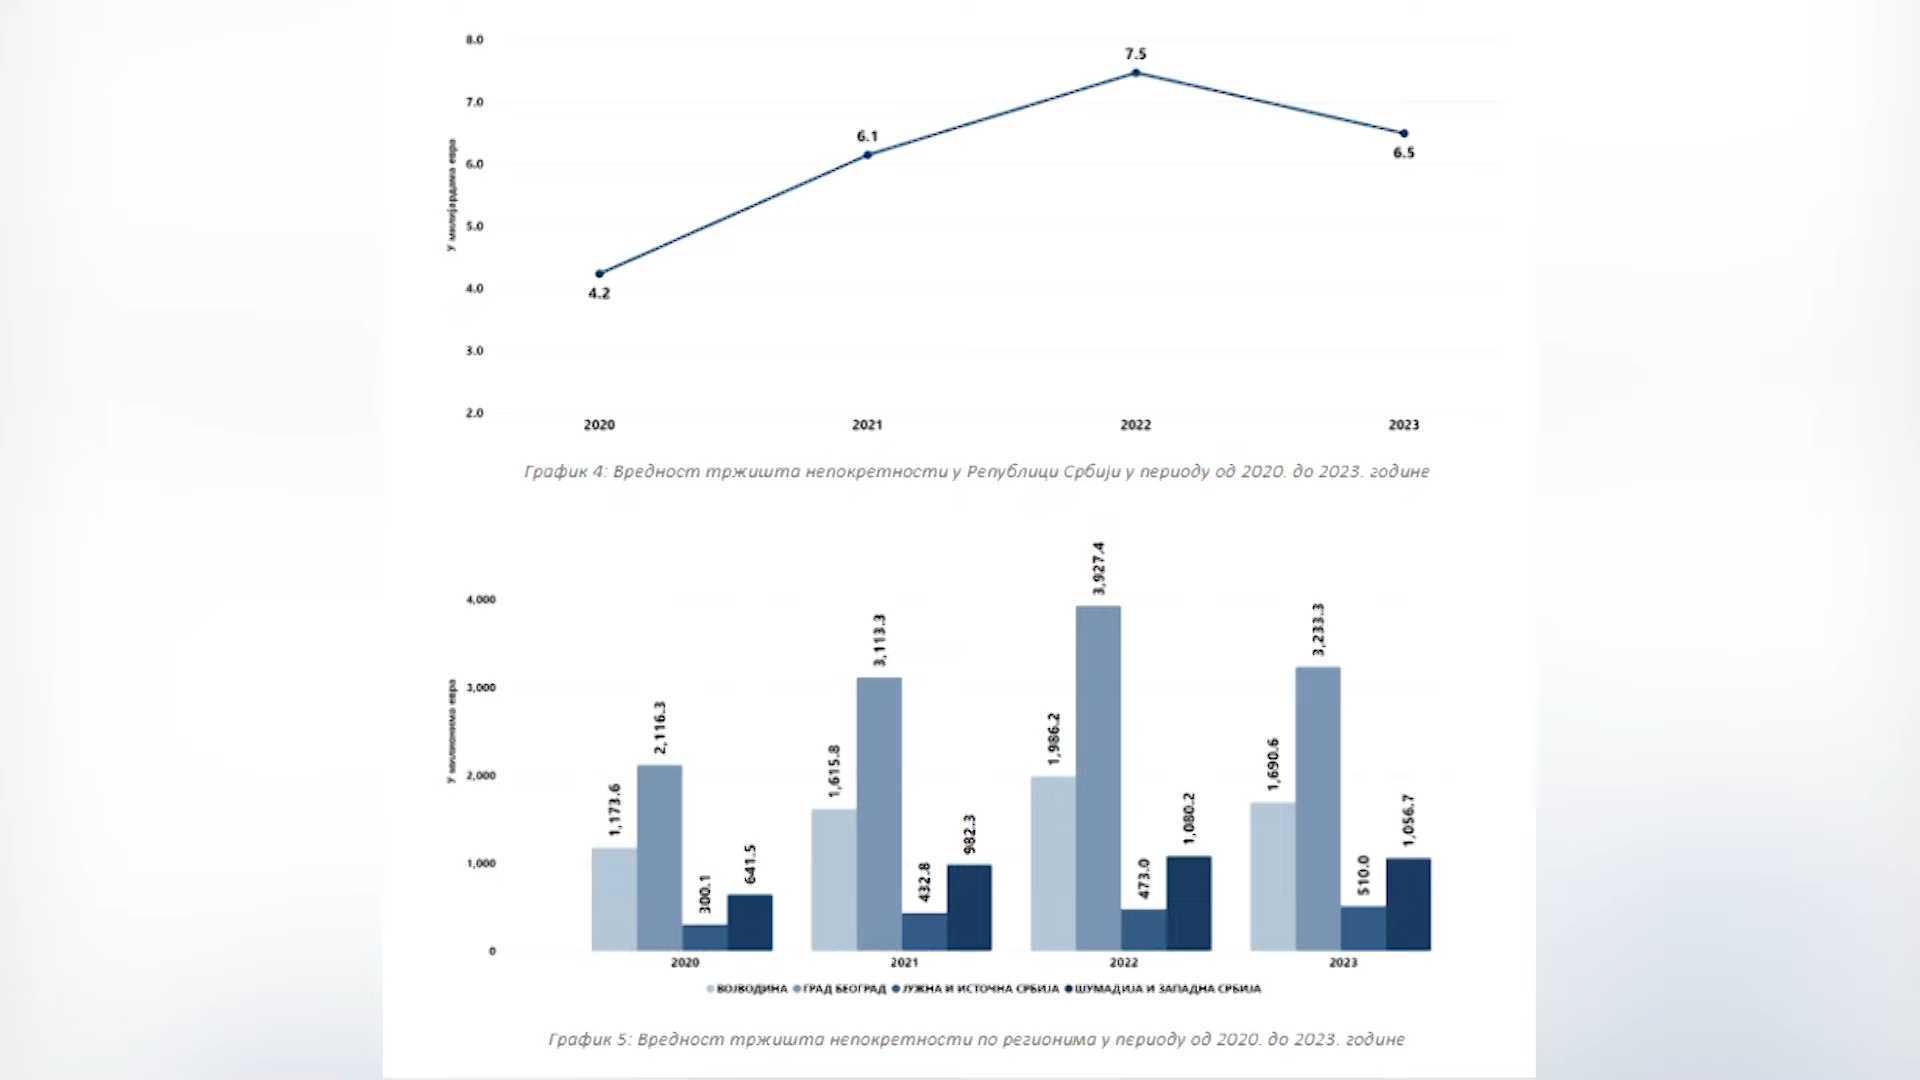 8.0
7.0
6.0
5.0
4.0
3.0
2.0
У милијардама евра
4.2
6.1
7.5
6.5
2020 2021 2022 2023
График 4: Вредност тржишта непокретности у Републици Србији у периоду од 2020. до 2023. године
4,000
3,000
2,000
1,000
0
У милионима евра
1,173.6 2,116.3 300.1 641.5
1,615.8 3,113.3 432.8 982.3
1,986.2 3,927.4 473.0 1,080.2
1,690.6 3,233.3 510.0 1,056.7
2020 2021 2022 2023
ВОЈВОДИНА ГРАД БЕОГРАД ЈУЖНА И ИСТОЧНА СРБИЈА ШУМАДИЈА И ЗАПАДНА СРБИЈА
График 5: Вредност тржишта непокретности по регионима у периоду од 2020. до 2023. године